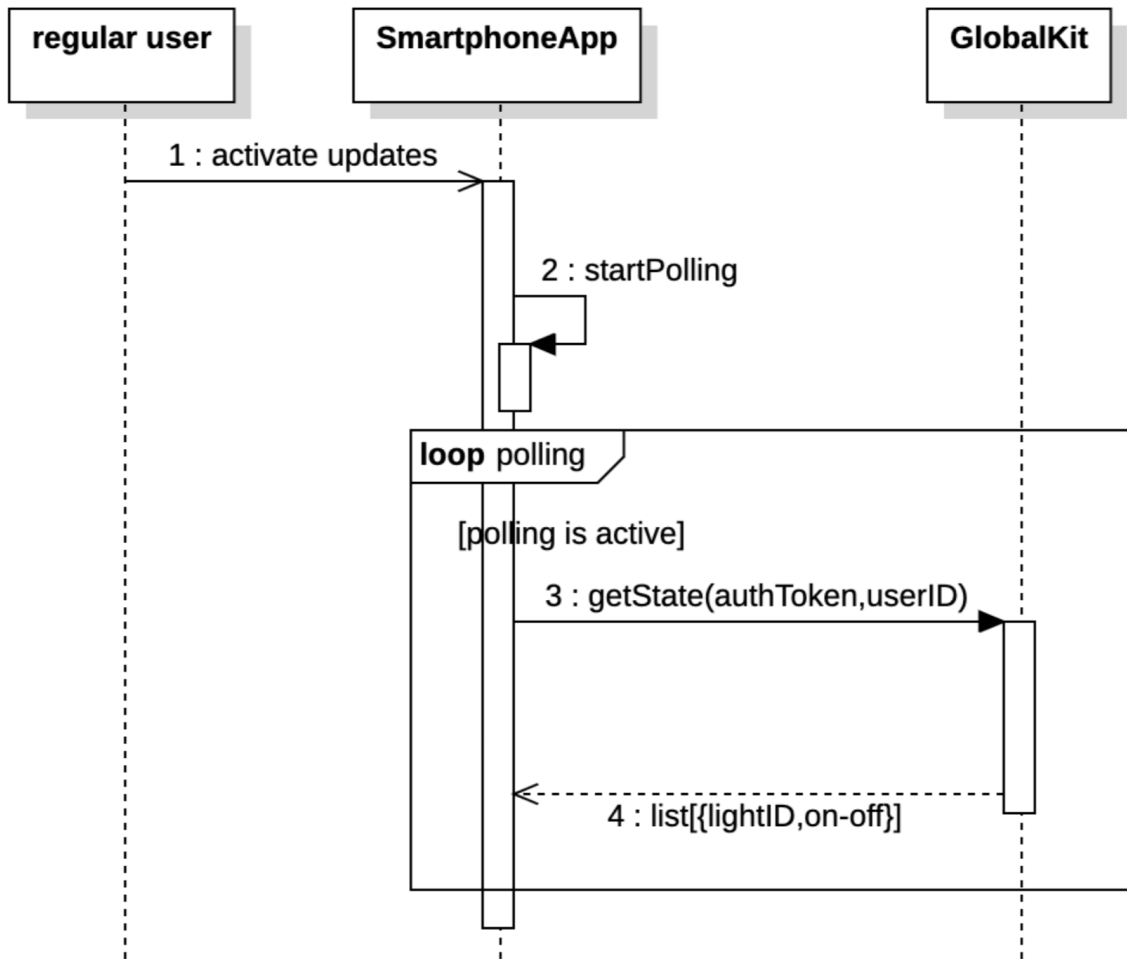 regular user
SmartphoneApp
GlobalKit
1 : activate updates
2 : startPolling
loop polling
[polling is active]
3 : getState(authToken,userID)
4 : list[{lightID,on-off}]